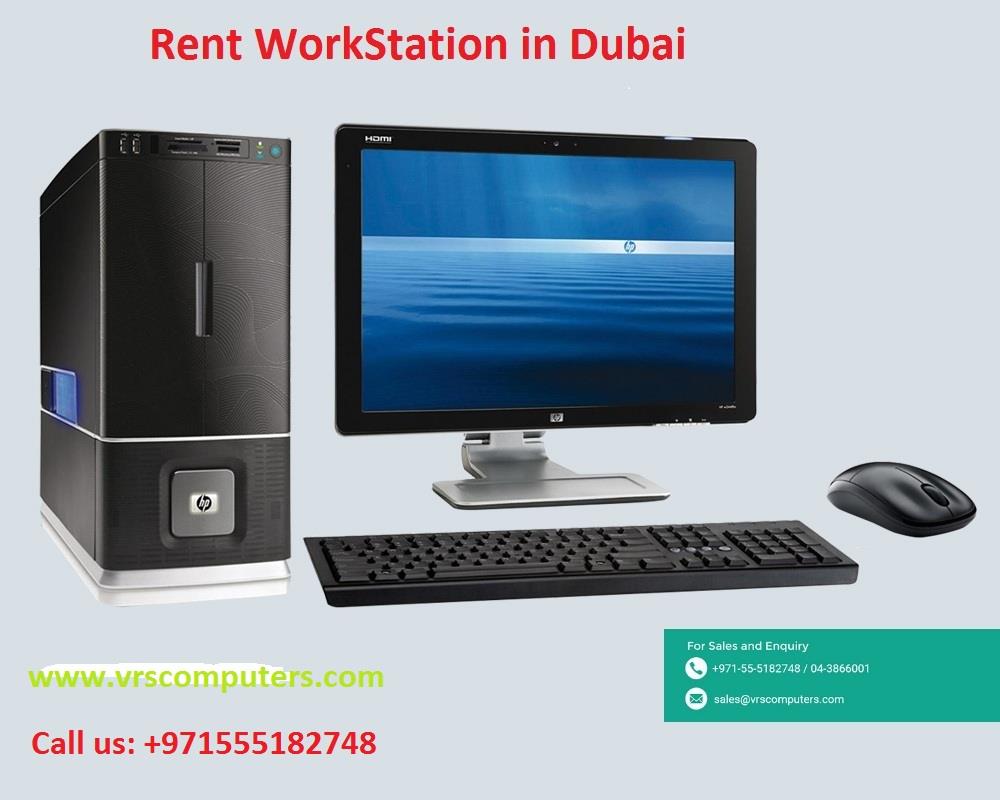 Rent WorkStation in Dubai
HDMI
hp
hp
hp
For Sales and Enquiry
+971-55-5182748 / 04-3866001
www.vrscomputers.com
sales@vrscomputers.com
Call us: +971555182748